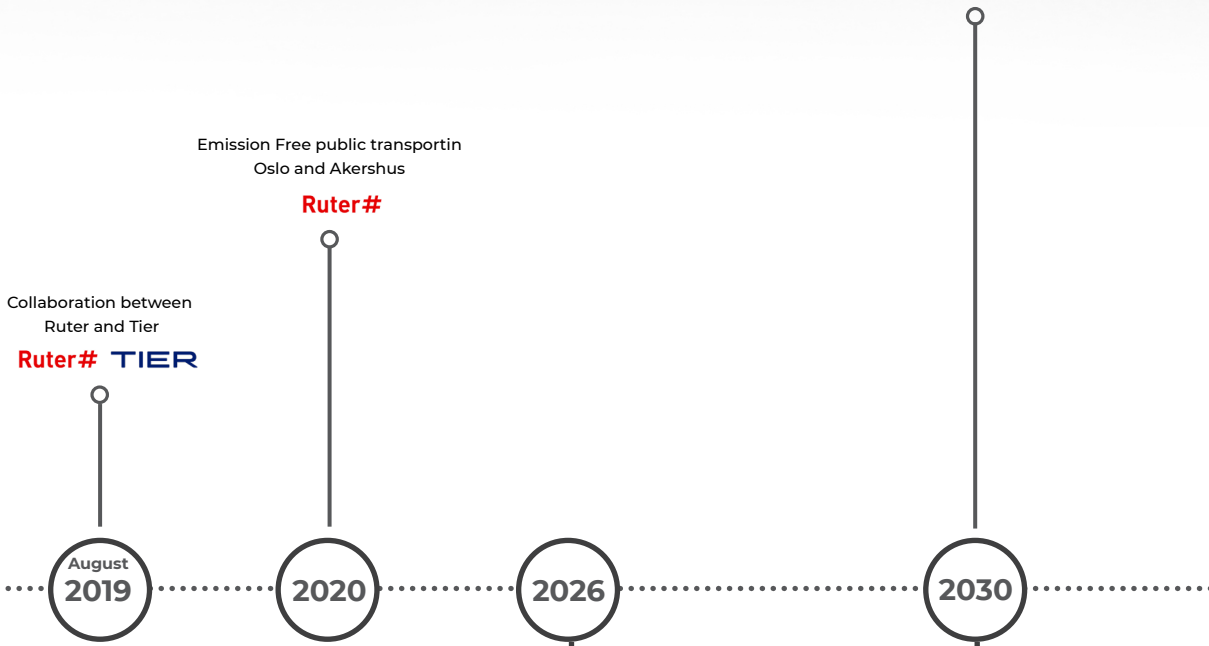 Emission Free public transportin
Oslo and Akershus
Ruter#
Collaboration between
Ruter and Tier
Ruter# TIER
August
2019
2020
2026
2030